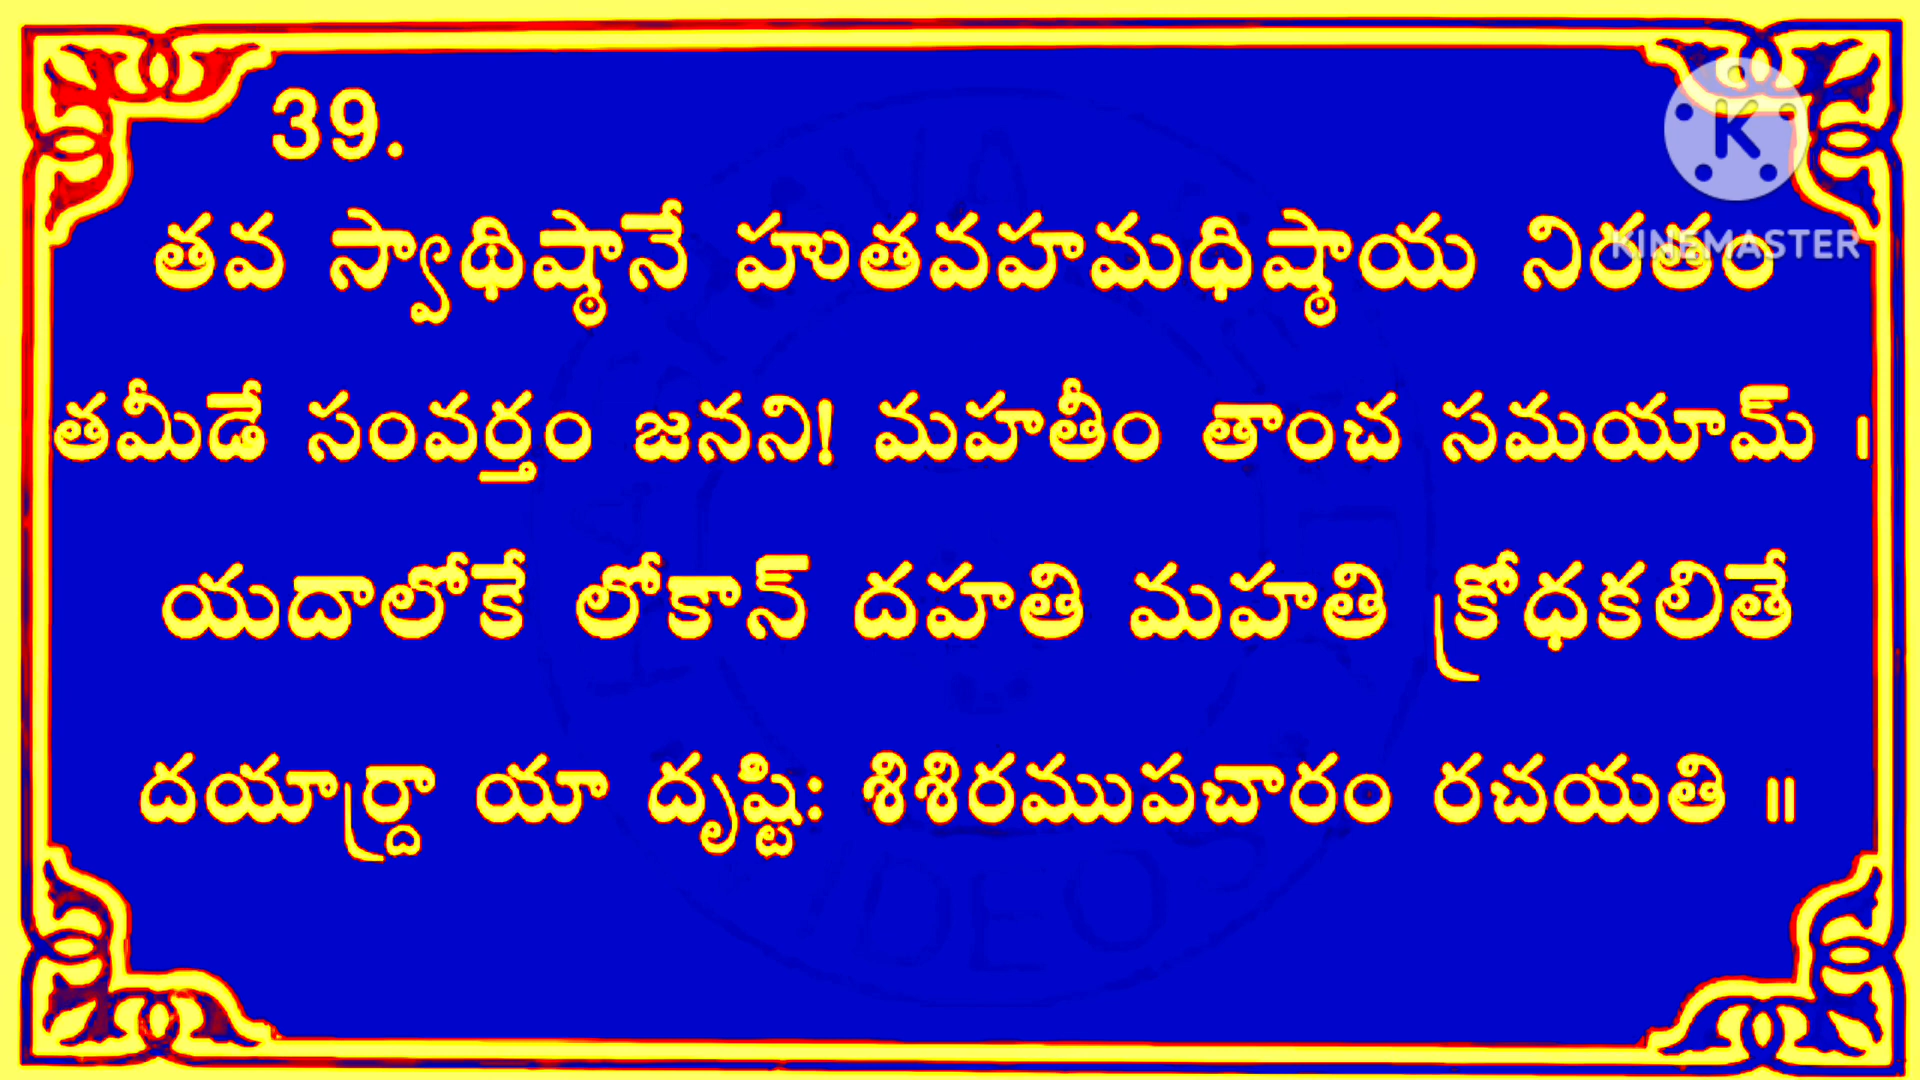 39.
K
KINEMASTER
తవ స్వాధిష్ఠానే హుతవహమధిష్ఠాయ నిరతం
తమీడే సంవర్తం జనని! మహతీం తాంచ సమయామ్ ।
యదాలోకే లోకాన్ దహతి మహతి క్రోధకలితే
దయార్ద్రా యా దృష్టిః శిశిరముపచారం రచయతి ॥